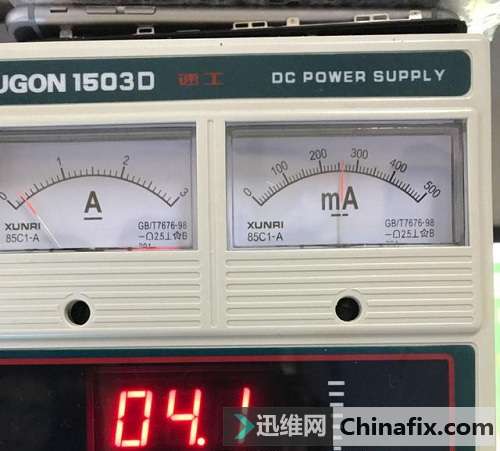 UGON 1503D 速工 DC POWER SUPPLY
0 1 2 3
A
XUNRI GB/T7676-98
85C1-A
0 100 200 300 400 500
mA
XUNRI GB/T7676-98
85C1-A
04.1
迅维网 Chinafix.com